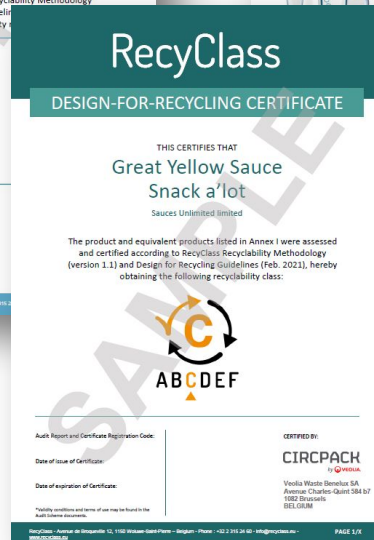 RecyClass
DESIGN-FOR-RECYCLING CERTIFICATE
THIS CERTIFIES THAT
Great Yellow Sauce
Snack a'lot
Sauces Unlimited limited
The product and equivalent products listed in Annex I were assessed
and certified according to RecyClass Recyclability Methodology
(version 1.1) and Design for Recycling Guidelines (Feb. 2021), hereby
obtaining the following recyclability class:
C
ABCDEF
SAMPLE
Audit Report and Certificate Registration Code:
Date of issue of Certificate:
Date of expiration of Certificate:
*Validity conditions and terms of use may be found in the
Audit Scheme documents.
CERTIFIED BY:
CIRCPACK
by VEOLIA
Veolia Waste Benelux SA
Avenue Charles-Quint 584 b7
1082 Brussels
BELGIUM
RecyClass - Avenue de Broqueville 12, 1150 Woluwe-Saint-Pierre – Belgium - Phone : +32 2 315 24 60 - info@recyclass.eu -
www.recyclass.eu
PAGE 1/X